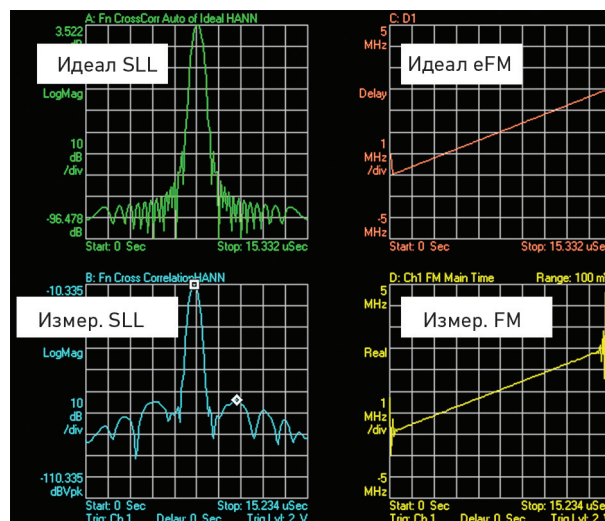 A: Fn CrossCorr Auto of Ideal HANN
3.522
dB
Идеал SLL
LogMag
10
dB
/div
-96.478
dB
Start: 0 Sec Stop: 15.332 uSec
C: D1
5
MHz
Идеал eFM
Delay
1
MHz
/div
-5
MHz
Start: 0 Sec Stop: 15.332 uSec
B: Fn Cross CorrelationHANN
-10.335
Измер. SLL
LogMag
10
dB
/div
-110.335
dBVpk
Start: 0 Sec Stop: 15.234 uSec
Trig: Ch1 Delay: 0 Sec Trig Lvl: 2 V
D: Ch1 FM Main Time Range: 100 m
5
MHz
Измер. FM
Real
1
MHz
/div
-5
MHz
Start: 0 Sec Stop: 15.234 uSec
Trig: Ch1 Delay: 0 Sec Trig Lvl: 2 V